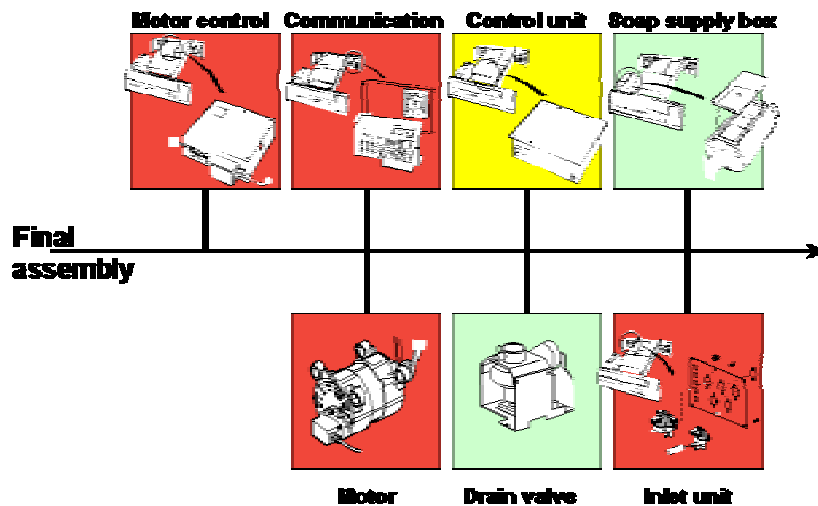 Motor control Communication Control unit Soap supply box
Final
assembly
Motor Drain valve Inlet unit